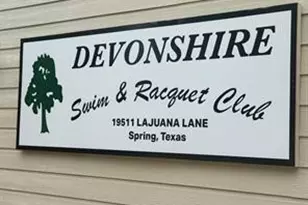 DEVONSHIRE
Swim & Racquet Club
19511 LAJUANA LANE
Spring, Texas